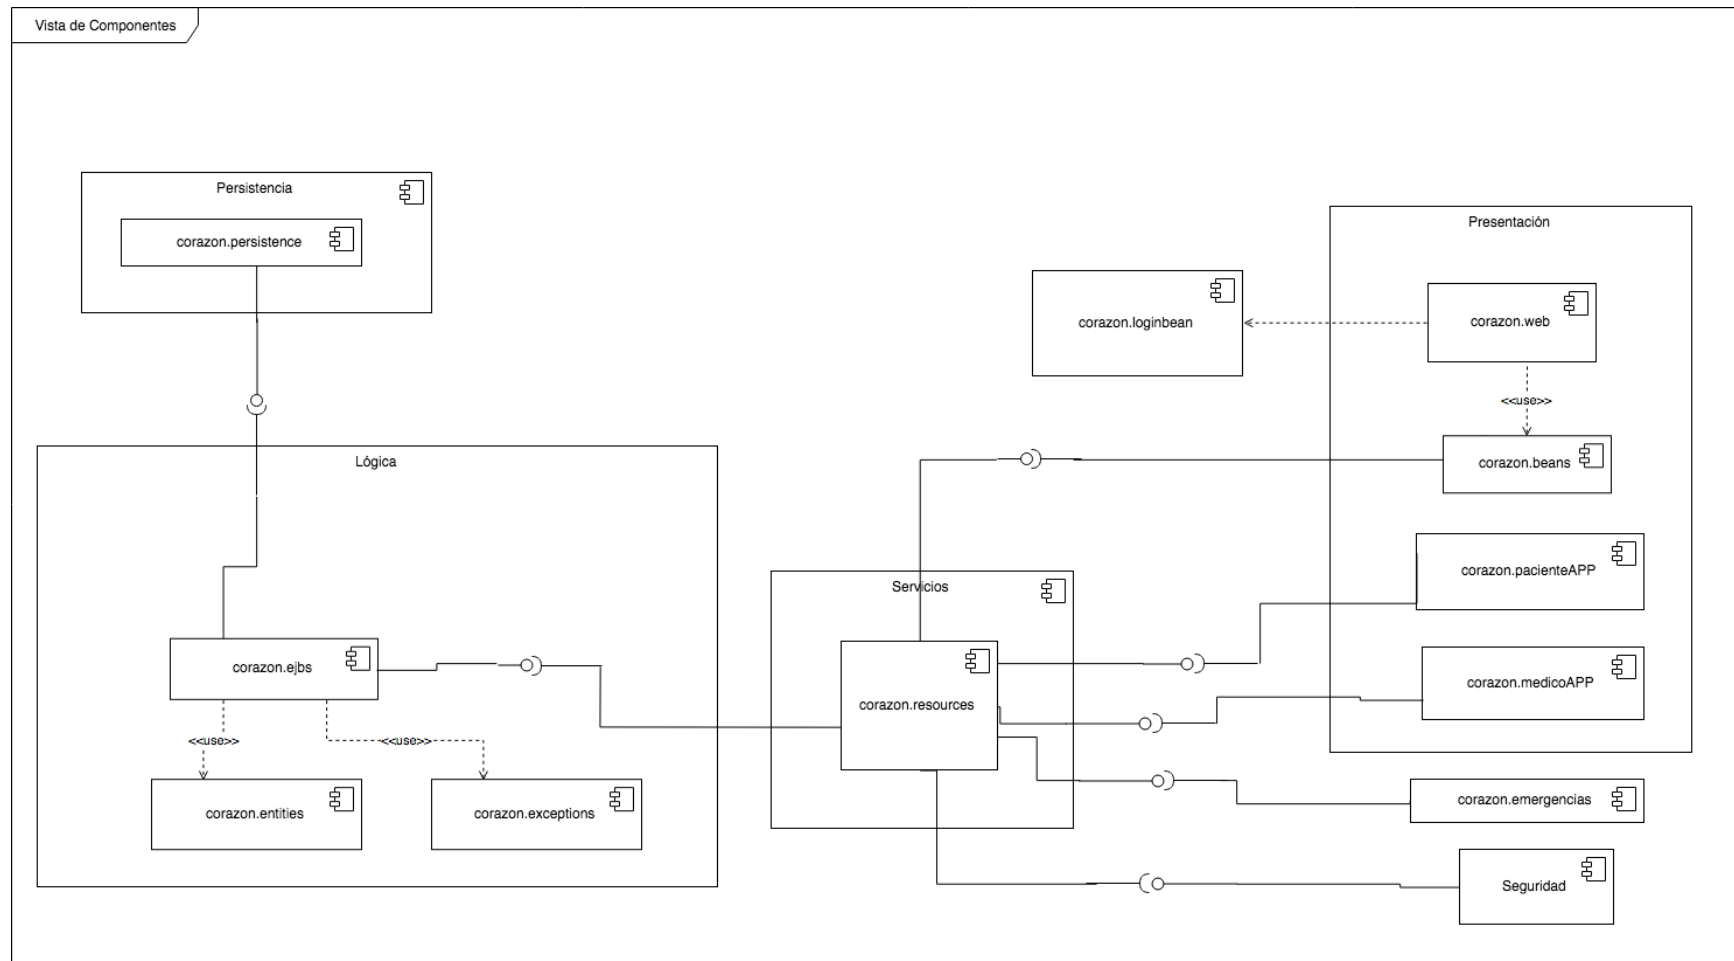 Vista de Componentes
Persistencia
corazon.persistence
Presentación
corazon.loginbean
corazon.web
<<use>>
corazon.beans
Lógica
corazon.pacienteAPP
Servicios
corazon.ejbs
corazon.resources
corazon.medicoAPP
<<use>>
<<use>>
corazon.entities
corazon.exceptions
corazon.emergencias
Seguridad